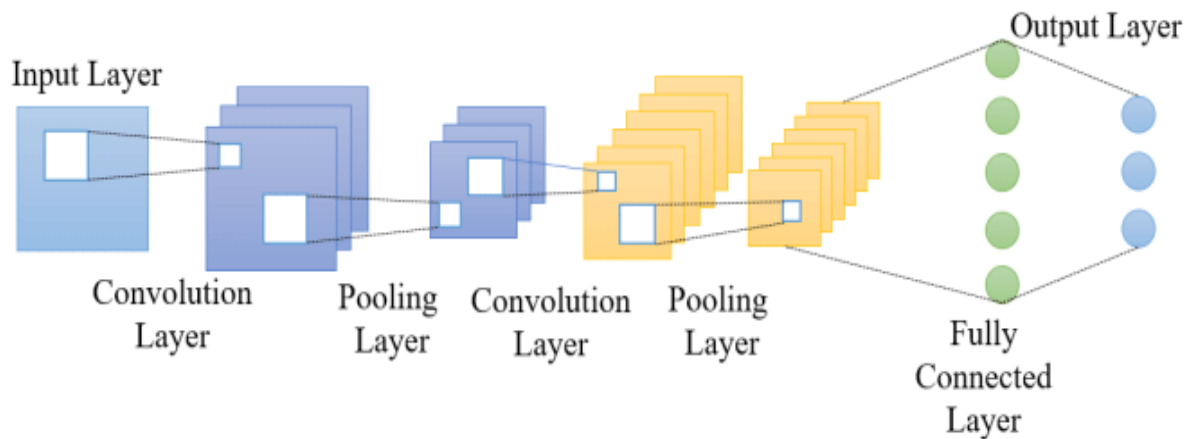 Output Layer
Input Layer
Convolution
Layer
Pooling
Layer
Convolution
Layer
Pooling
Layer
Fully
Connected
Layer